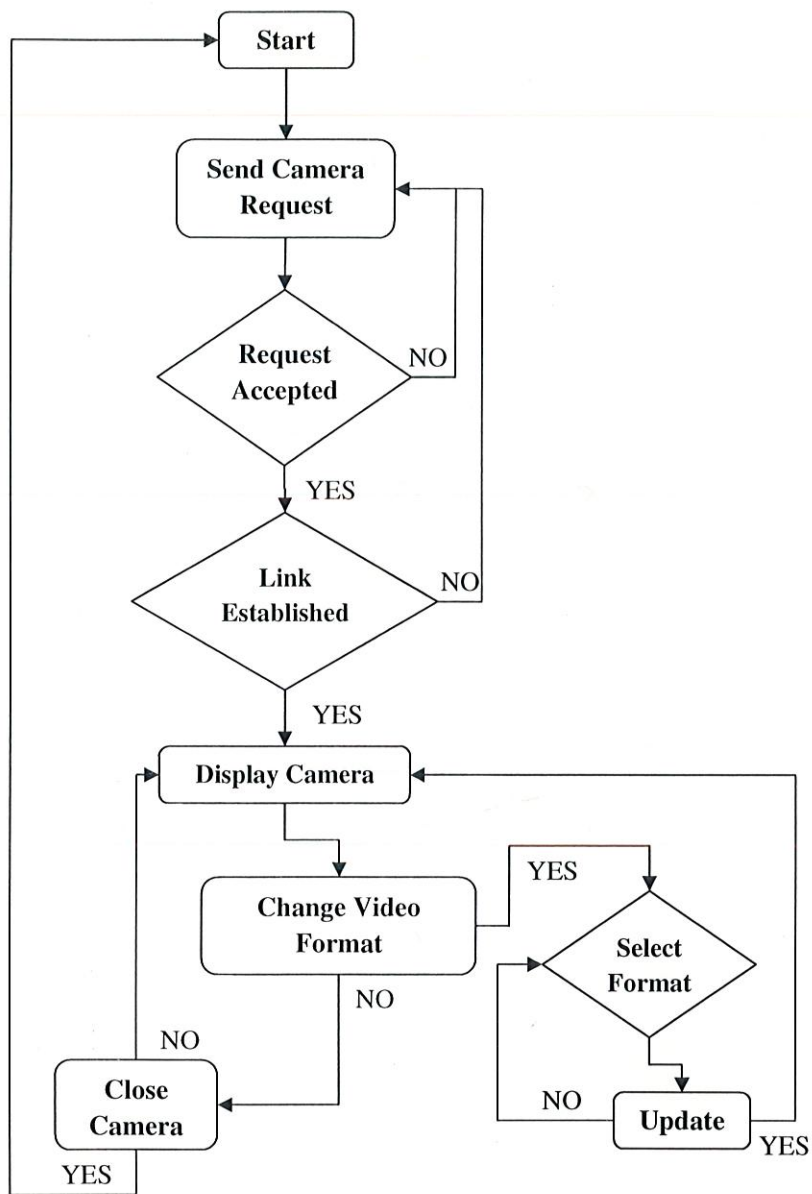 Start
Send Camera
Request
Request
Accepted
NO
YES
Link
Established
NO
YES
Display Camera
Change Video
Format
YES
Select
Format
NO
NO
Close
Camera
YES
NO
Update
YES